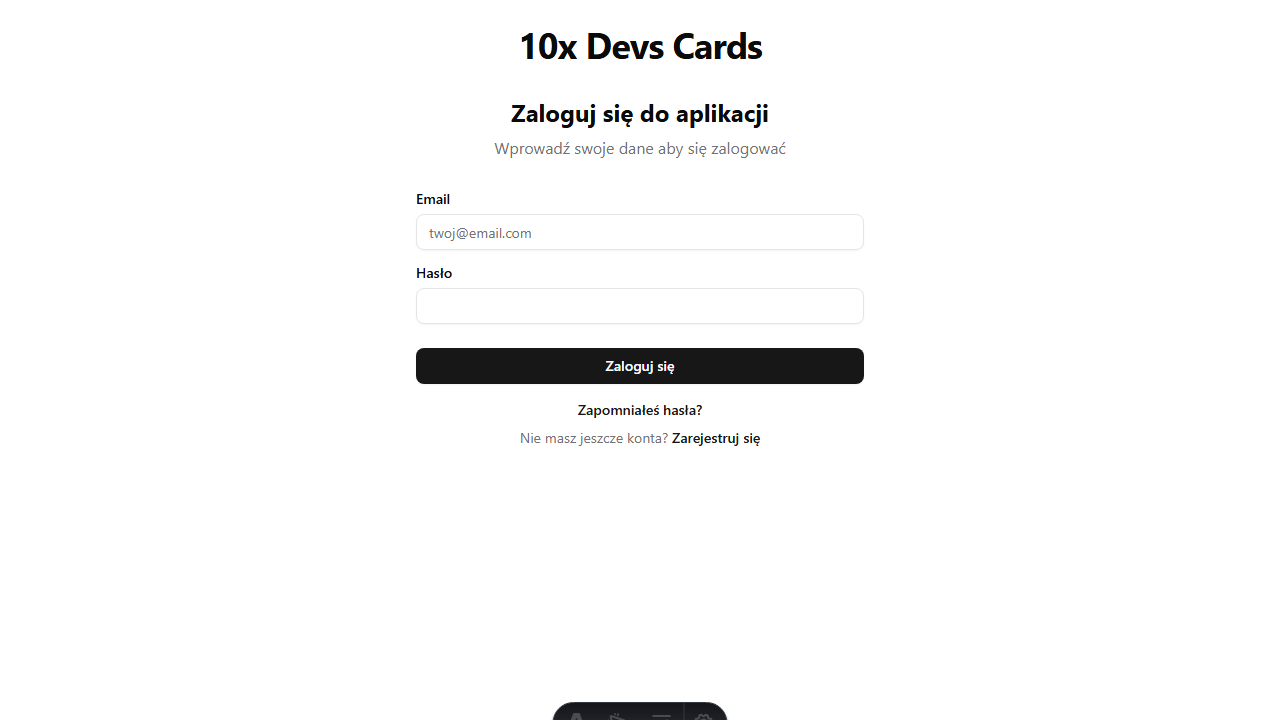 10x Devs Cards
Zaloguj się do aplikacji
Wprowadź swoje dane aby się zalogować
Email
twoj@email.com
Hasło
Zaloguj się
Zapomniałeś hasła?
Nie masz jeszcze konta? Zarejestruj się